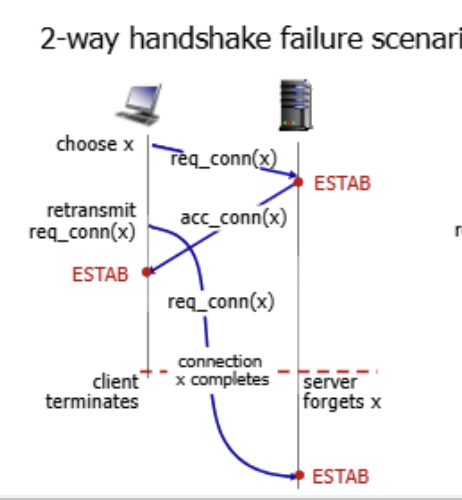 2-way handshake failure scenari
choose x
req_conn(x)
ESTAB
retransmit
req_conn(x)
acc_conn(x)
ESTAB
req_conn(x)
connection
x completes
client
terminates
server
forgets x
ESTAB
r